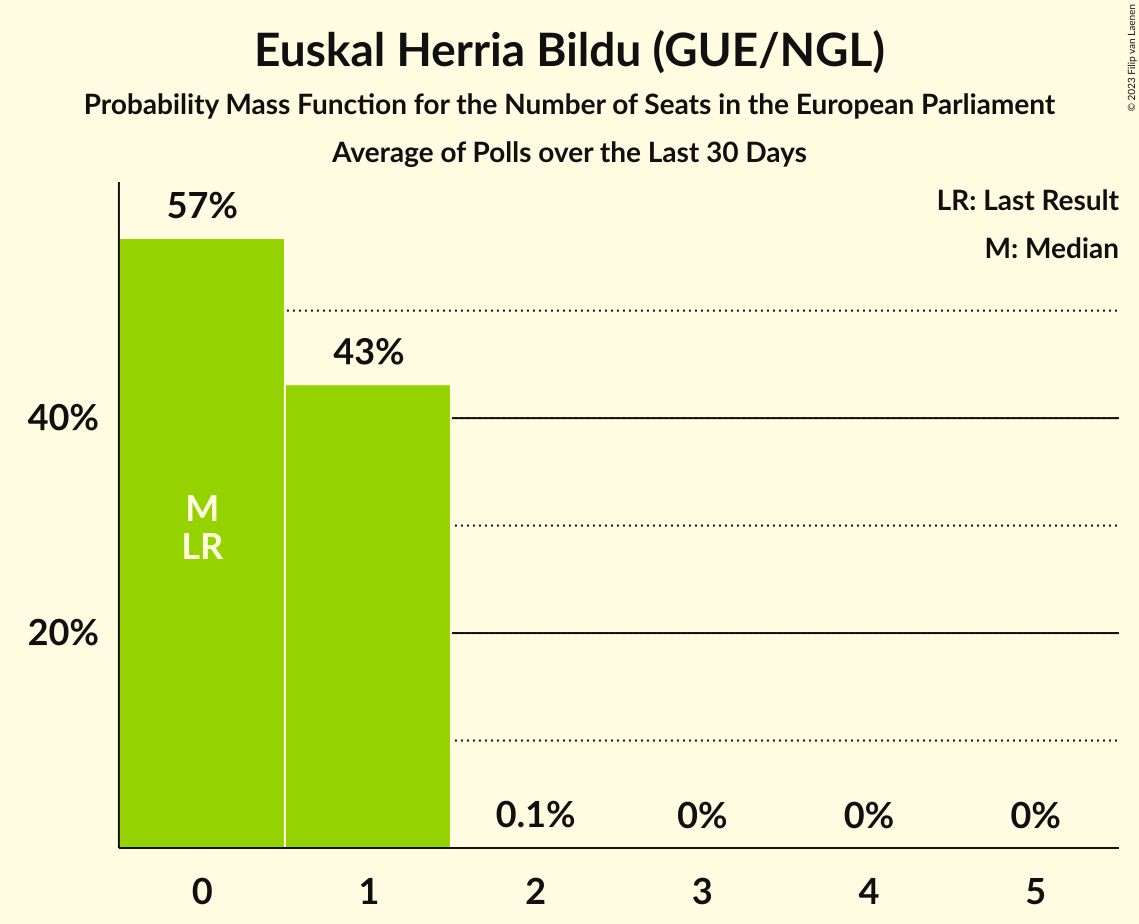 Euskal Herria Bildu (GUE/NGL)
Probability Mass Function for the Number of Seats in the European Parliament
Average of Polls over the Last 30 Days
© 2023 Filip van Laenen
LR: Last Result
M: Median
57%
43%
40%
M
LR
20%
0.1%
0%
0%
0%
0
1
2
3
4
5